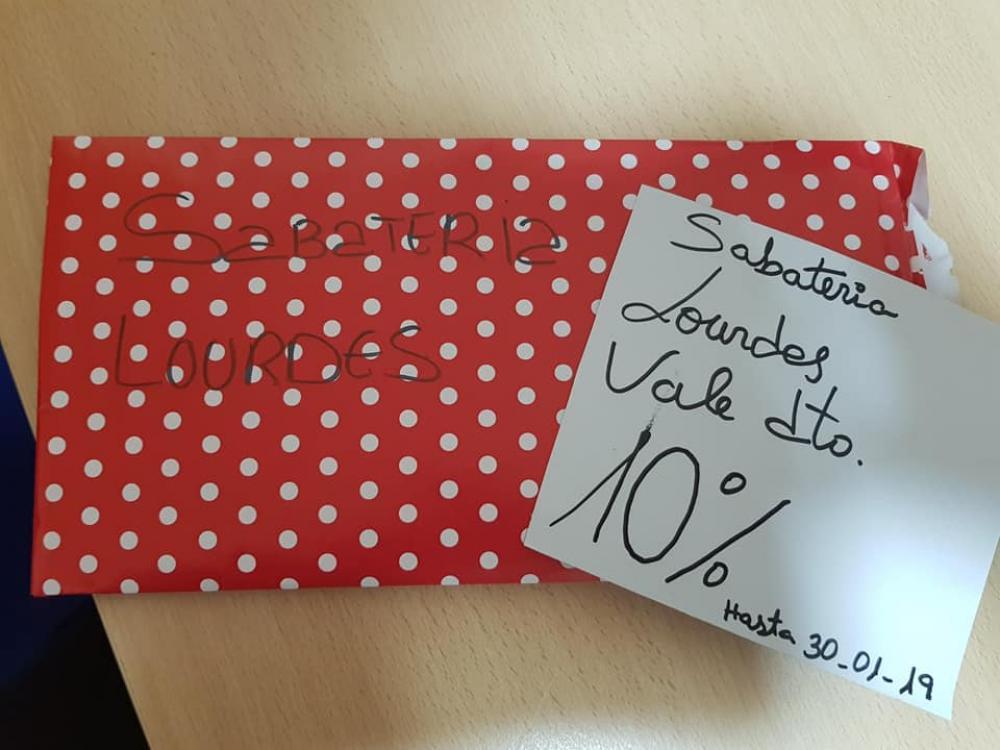 SaBaTERIa
LOURDES
Sabateria
Lourdes
Vale dto.
10%
Hasta 30-01-19